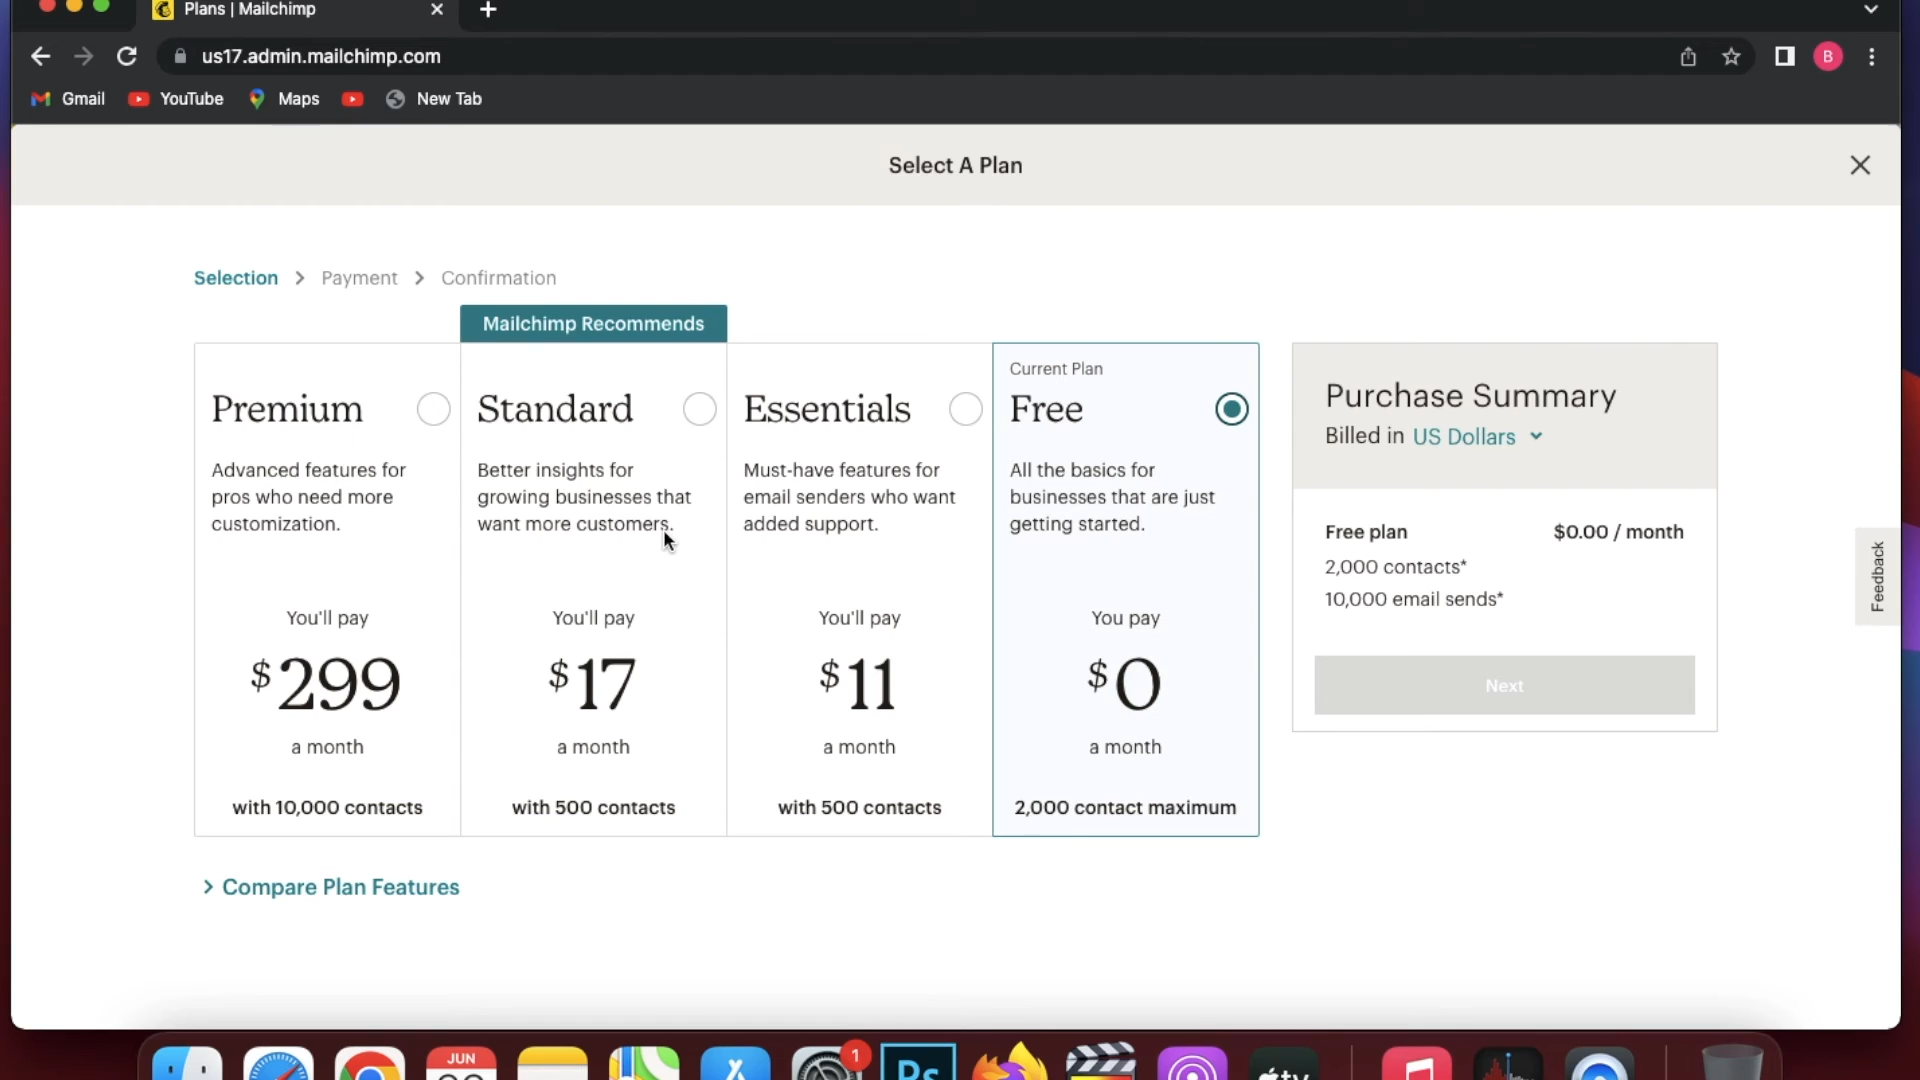 Plans | Mailchimp
us17.admin.mailchimp.com
B
Gmail
YouTube
Maps
New Tab
Select A Plan
Selection
Payment
Confirmation
Mailchimp Recommends
Premium
Advanced features for
pros who need more
customization.
You'll pay
$299
a month
with 10,000 contacts
Standard
Better insights for
growing businesses that
want more customers.
You'll pay
$17
a month
with 500 contacts
Essentials
Must-have features for
email senders who want
added support.
You'll pay
$11
a month
with 500 contacts
Current Plan
Free
All the basics for
businesses that are just
getting started.
You pay
$0
a month
2,000 contact maximum
Purchase Summary
Billed in US Dollars
Free plan $0.00 / month
2,000 contacts*
10,000 email sends*
Next
Feedback
Compare Plan Features
JUN
1
Ps